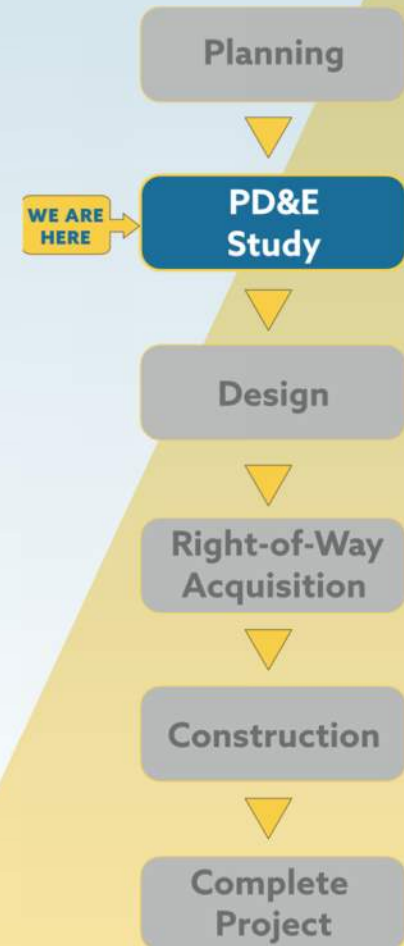 Planning
WE ARE
HERE
PD&E
Study
Design
Right-of-Way
Acquisition
Construction
Complete
Project